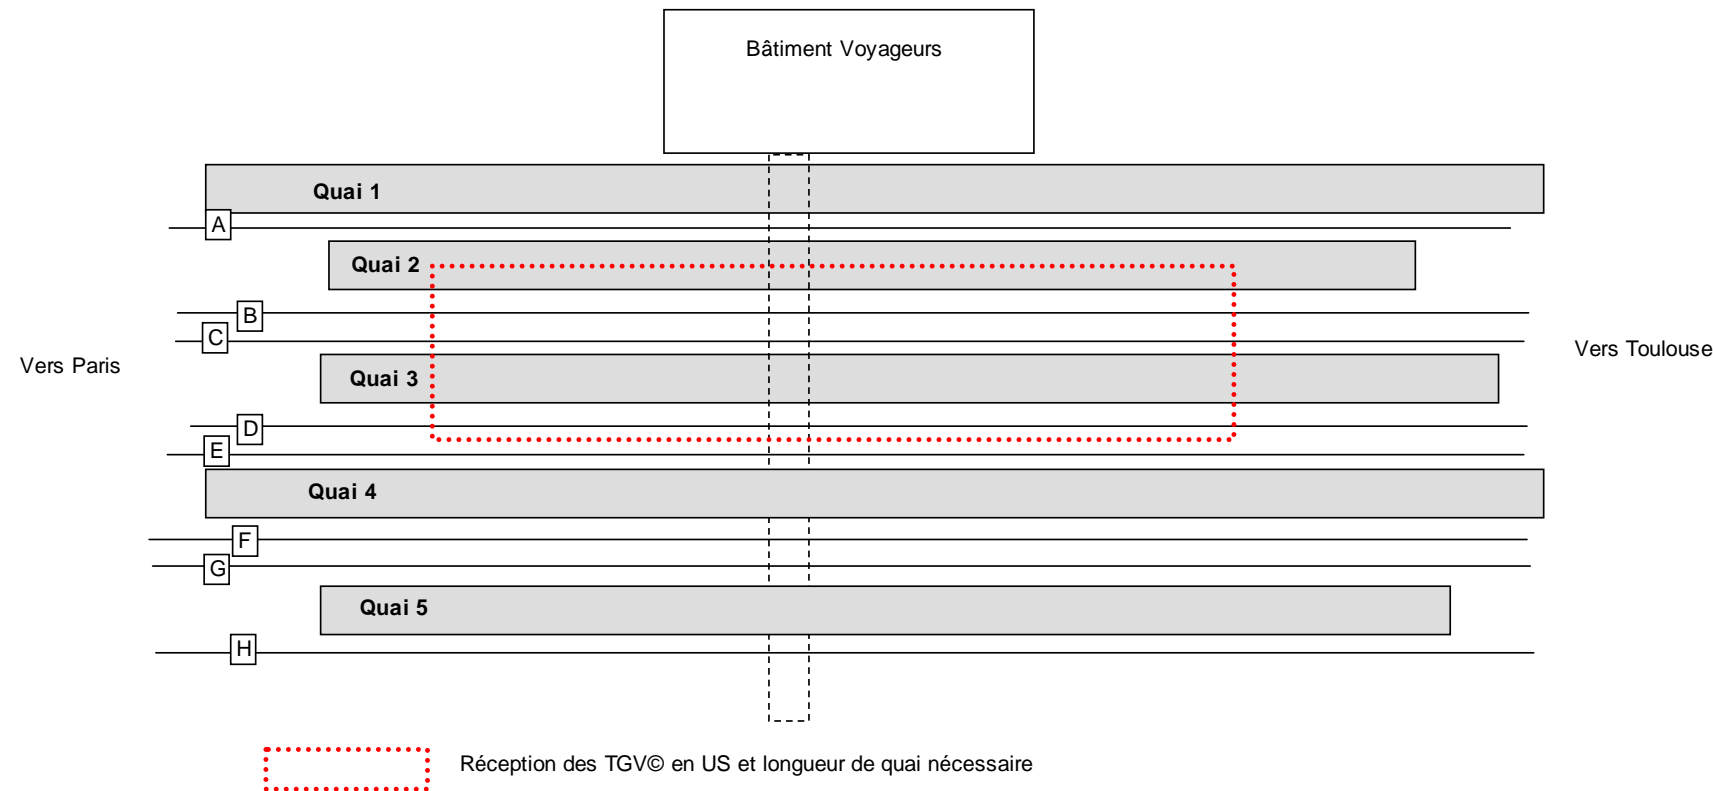 Bâtiment Voyageurs
Quai 1
A
Quai 2
B
C
Vers Paris
Vers Toulouse
Quai 3
D
E
Quai 4
F
G
Quai 5
H
Réception des TGV© en US et longueur de quai nécessaire